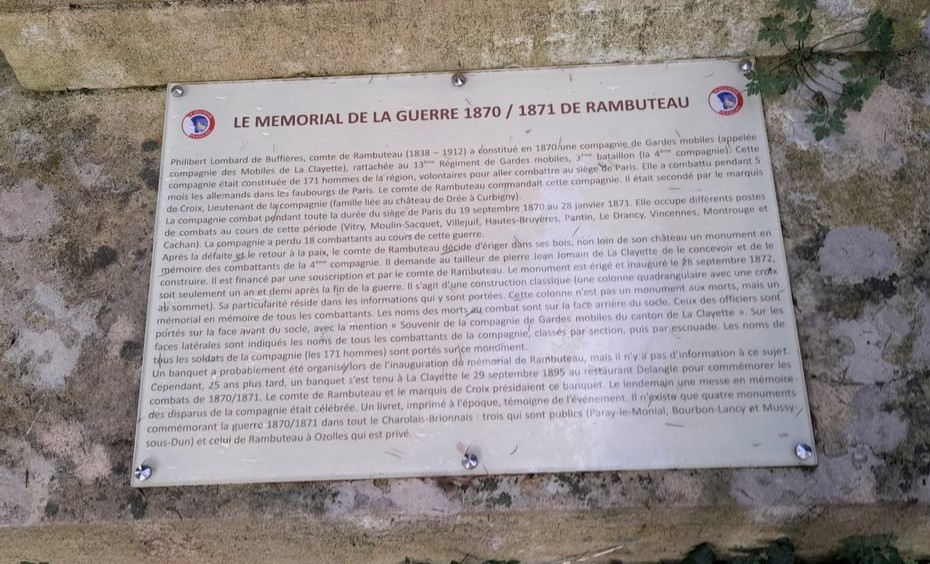 LE MEMORIAL DE LA GUERRE 1870 / 1871 DE RAMBUTEAU
Philibert Lombard de Buffières, comte de Rambuteau (1838 – 1912) a constitué en 1870 une compagnie de Gardes mobiles (appelée
compagnie des Mobiles de La Clayette), rattachée au 13ème Régiment de Gardes mobiles, 3ème bataillon (la 4ème compagnie). Cette
compagnie était constituée de 171 hommes de la région, volontaires pour aller combattre au siège de Paris. Elle a combattu pendant 5
mois les allemands dans les faubourgs de Paris. Le comte de Rambuteau commandait cette compagnie. Il était secondé par le marquis
de Croix, Lieutenant de la compagnie (famille liée au château de Drée à Curbigny).
La compagnie combat pendant toute la durée du siège de Paris du 19 septembre 1870 au 28 janvier 1871. Elle occupe différents postes
de combats au cours de cette période (Vitry, Moulin-Sacquet, Villejuif, Hautes-Bruyères, Pantin, Le Drancy, Vincennes, Montrouge et
Cachan). La compagnie a perdu 18 combattants au cours de cette guerre.
Après la défaite et le retour à la paix, le comte de Rambuteau décide d'ériger dans ses bois, non loin de son château un monument en
mémoire des combattants de la 4ème compagnie. Il demande au tailleur de pierre Jean Jomain de La Clayette de le concevoir et de le
construire. Il est financé par une souscription et par le comte de Rambuteau. Le monument est érigé et inauguré le 28 septembre 1872,
soit seulement un an et demi après la fin de la guerre. Il s'agit d'une construction classique (une colonne quadrangulaire avec une croix
au sommet). Sa particularité réside dans les informations qui y sont portées. Cette colonne n'est pas un monument aux morts, mais un
mémorial en mémoire de tous les combattants. Les noms des morts au combat sont sur la face arrière du socle. Ceux des officiers sont
portés sur la face avant du socle, avec la mention « Souvenir de la compagnie de Gardes mobiles du canton de La Clayette ». Sur les
faces latérales sont indiqués les noms de tous les combattants de la compagnie, classés par section, puis par escouade. Les noms de
tous les soldats de la compagnie (les 171 hommes) sont portés sur ce monument.
Un banquet a probablement été organisé lors de l'inauguration du mémorial de Rambuteau, mais il n'y a pas d'information à ce sujet.
Cependant, 25 ans plus tard, un banquet s'est tenu à La Clayette le 29 septembre 1895 au restaurant Delangle pour commémorer les
combats de 1870/1871. Le comte de Rambuteau et le marquis de Croix présidaient ce banquet. Le lendemain une messe en mémoire
des disparus de la compagnie était célébrée. Un livret, imprimé à l'époque, témoigne de l'événement. Il n'existe que quatre monuments
commémorant la guerre 1870/1871 dans tout le Charolais-Brionnais : trois qui sont publics (Paray-le-Monial, Bourbon-Lancy et Mussy-
sous-Dun) et celui de Rambuteau à Ozolles qui est privé.